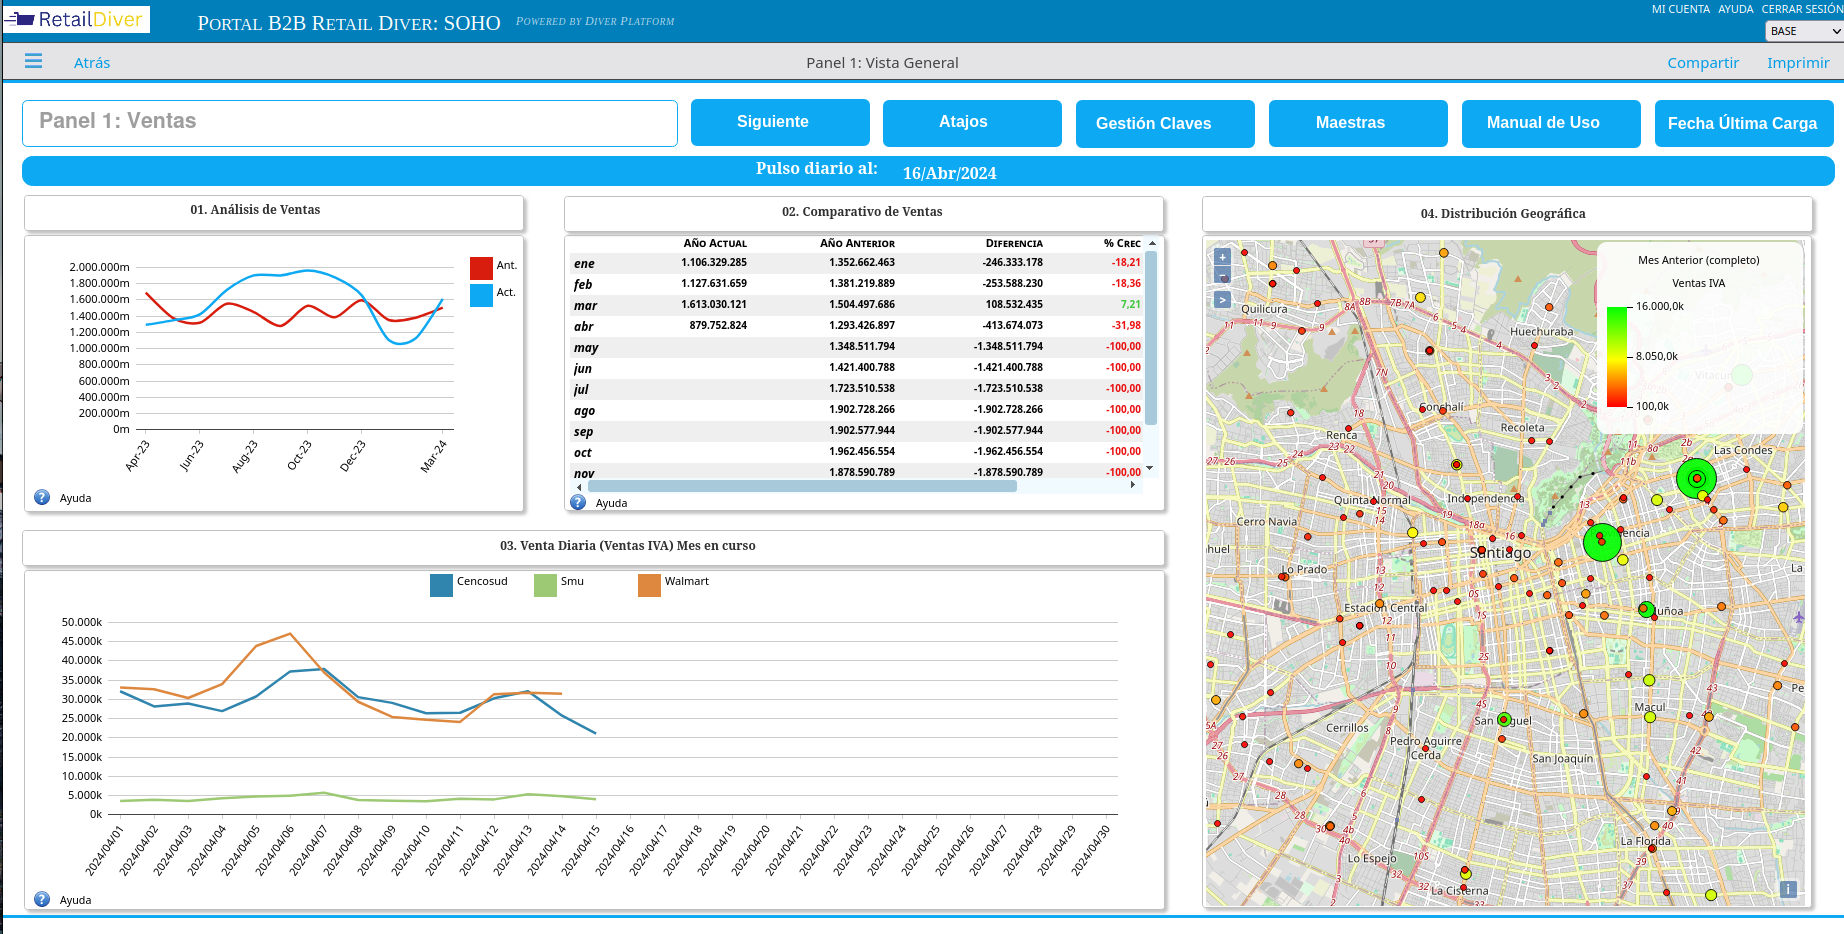 RetailDiver
Portal B2B Retail Diver: SOHO
Powered by Diver Platform
MI CUENTA AYUDA CERRAR SESIÓN
BASE
Atrás
Panel 1: Vista General
Compartir Imprimir
Panel 1: Ventas
Siguiente
Atajos
Gestión Claves
Maestras
Manual de Uso
Fecha Última Carga
Pulso diario al: 16/Abr/2024
01. Análisis de Ventas
2.000.000m
1.800.000m
1.600.000m
1.400.000m
1.200.000m
1.000.000m
800.000m
600.000m
400.000m
200.000m
0m
Apr-23
Jun-23
Aug-23
Oct-23
Dec-23
Mar-24
Ant.
Act.
Ayuda
02. Comparativo de Ventas
Año Actual Año Anterior Diferencia % Crec
ene 1.106.329.285 1.352.662.463 -246.333.178 -18,21
feb 1.127.631.659 1.381.219.889 -253.588.230 -18,36
mar 1.613.030.121 1.504.497.686 108.532.435 7,21
abr 879.752.824 1.293.426.897 -413.674.073 -31,98
may 1.348.511.794 -1.348.511.794 -100,00
jun 1.421.400.788 -1.421.400.788 -100,00
jul 1.723.510.538 -1.723.510.538 -100,00
ago 1.902.728.266 -1.902.728.266 -100,00
sep 1.902.577.944 -1.902.577.944 -100,00
oct 1.962.456.554 -1.962.456.554 -100,00
nov 1.878.590.789 -1.878.590.789 -100,00
Ayuda
03. Venta Diaria (Ventas IVA) Mes en curso
Cencosud
Smu
Walmart
50.000k
45.000k
40.000k
35.000k
30.000k
25.000k
20.000k
15.000k
10.000k
5.000k
0k
2024/04/01
2024/04/02
2024/04/03
2024/04/04
2024/04/05
2024/04/06
2024/04/07
2024/04/08
2024/04/09
2024/04/10
2024/04/11
2024/04/12
2024/04/13
2024/04/14
2024/04/15
2024/04/16
2024/04/17
2024/04/18
2024/04/19
2024/04/20
2024/04/21
2024/04/22
2024/04/23
2024/04/24
2024/04/25
2024/04/26
2024/04/27
2024/04/28
2024/04/29
2024/04/30
Ayuda
04. Distribución Geográfica
Mes Anterior (completo)
Ventas IVA
16.000,0k
8.050,0k
100,0k
Quilicura
Huechuraba
Conchalí
Renca
Recoleta
Las Condes
Quinta Normal
Independencia
Cerro Navia
Santiago
Lo Prado
Estación Central
Macul
San Miguel
Cerrillos
Pedro Aguirre
Cerda
San Joaquín
La Florida
Lo Espejo
La Cisterna